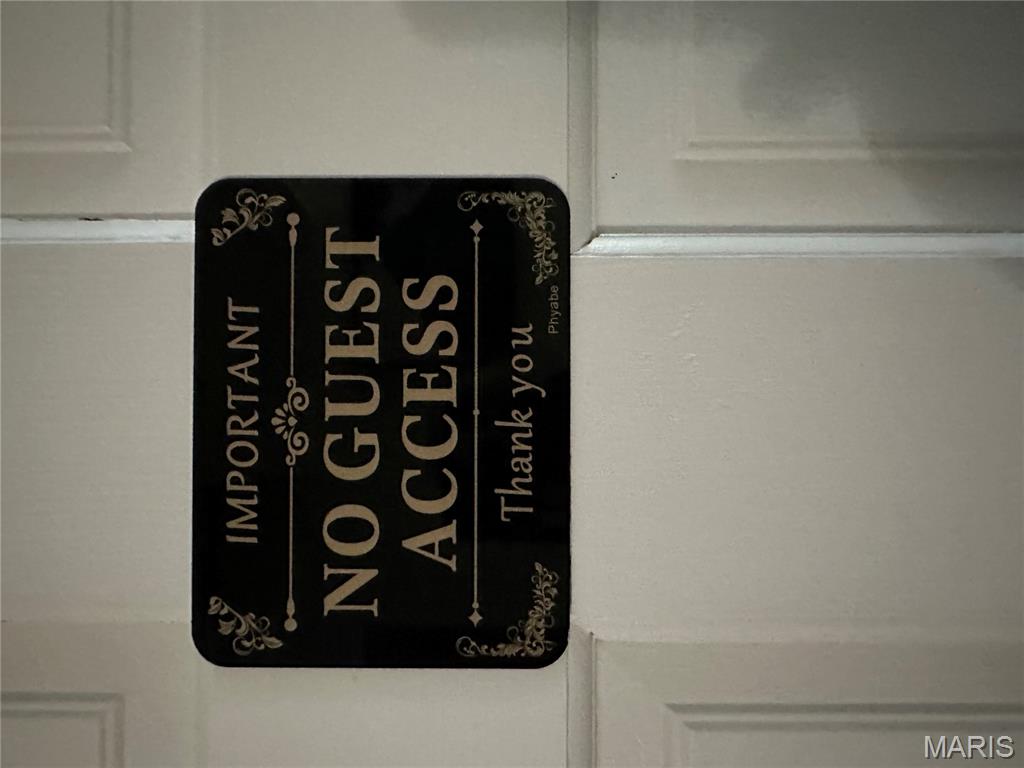 IMPORTANT
NO GUEST
ACCESS
Thank you
Phyabe
MARIS